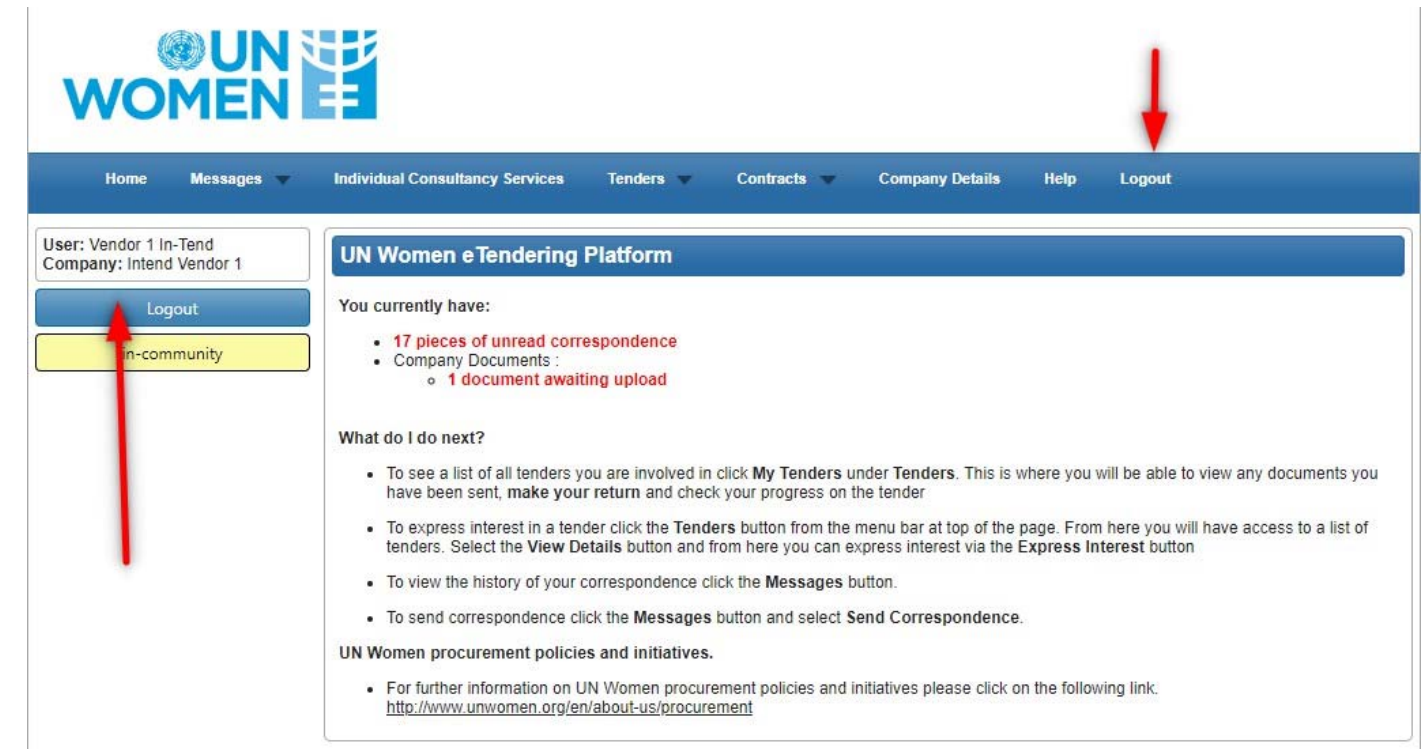 UN
WOMEN
Home Messages Individual Consultancy Services Tenders Contracts Company Details Help Logout
User: Vendor 1 In-Tend
Company: Intend Vendor 1
Logout
in-community
UN Women eTendering Platform
You currently have:
17 pieces of unread correspondence
Company Documents :
1 document awaiting upload
What do I do next?
To see a list of all tenders you are involved in click My Tenders under Tenders. This is where you will be able to view any documents you
have been sent, make your return and check your progress on the tender
To express interest in a tender click the Tenders button from the menu bar at top of the page. From here you will have access to a list of
tenders. Select the View Details button and from here you can express interest via the Express Interest button
To view the history of your correspondence click the Messages button.
To send correspondence click the Messages button and select Send Correspondence.
UN Women procurement policies and initiatives.
For further information on UN Women procurement policies and initiatives please click on the following link.
http://www.unwomen.org/en/about-us/procurement